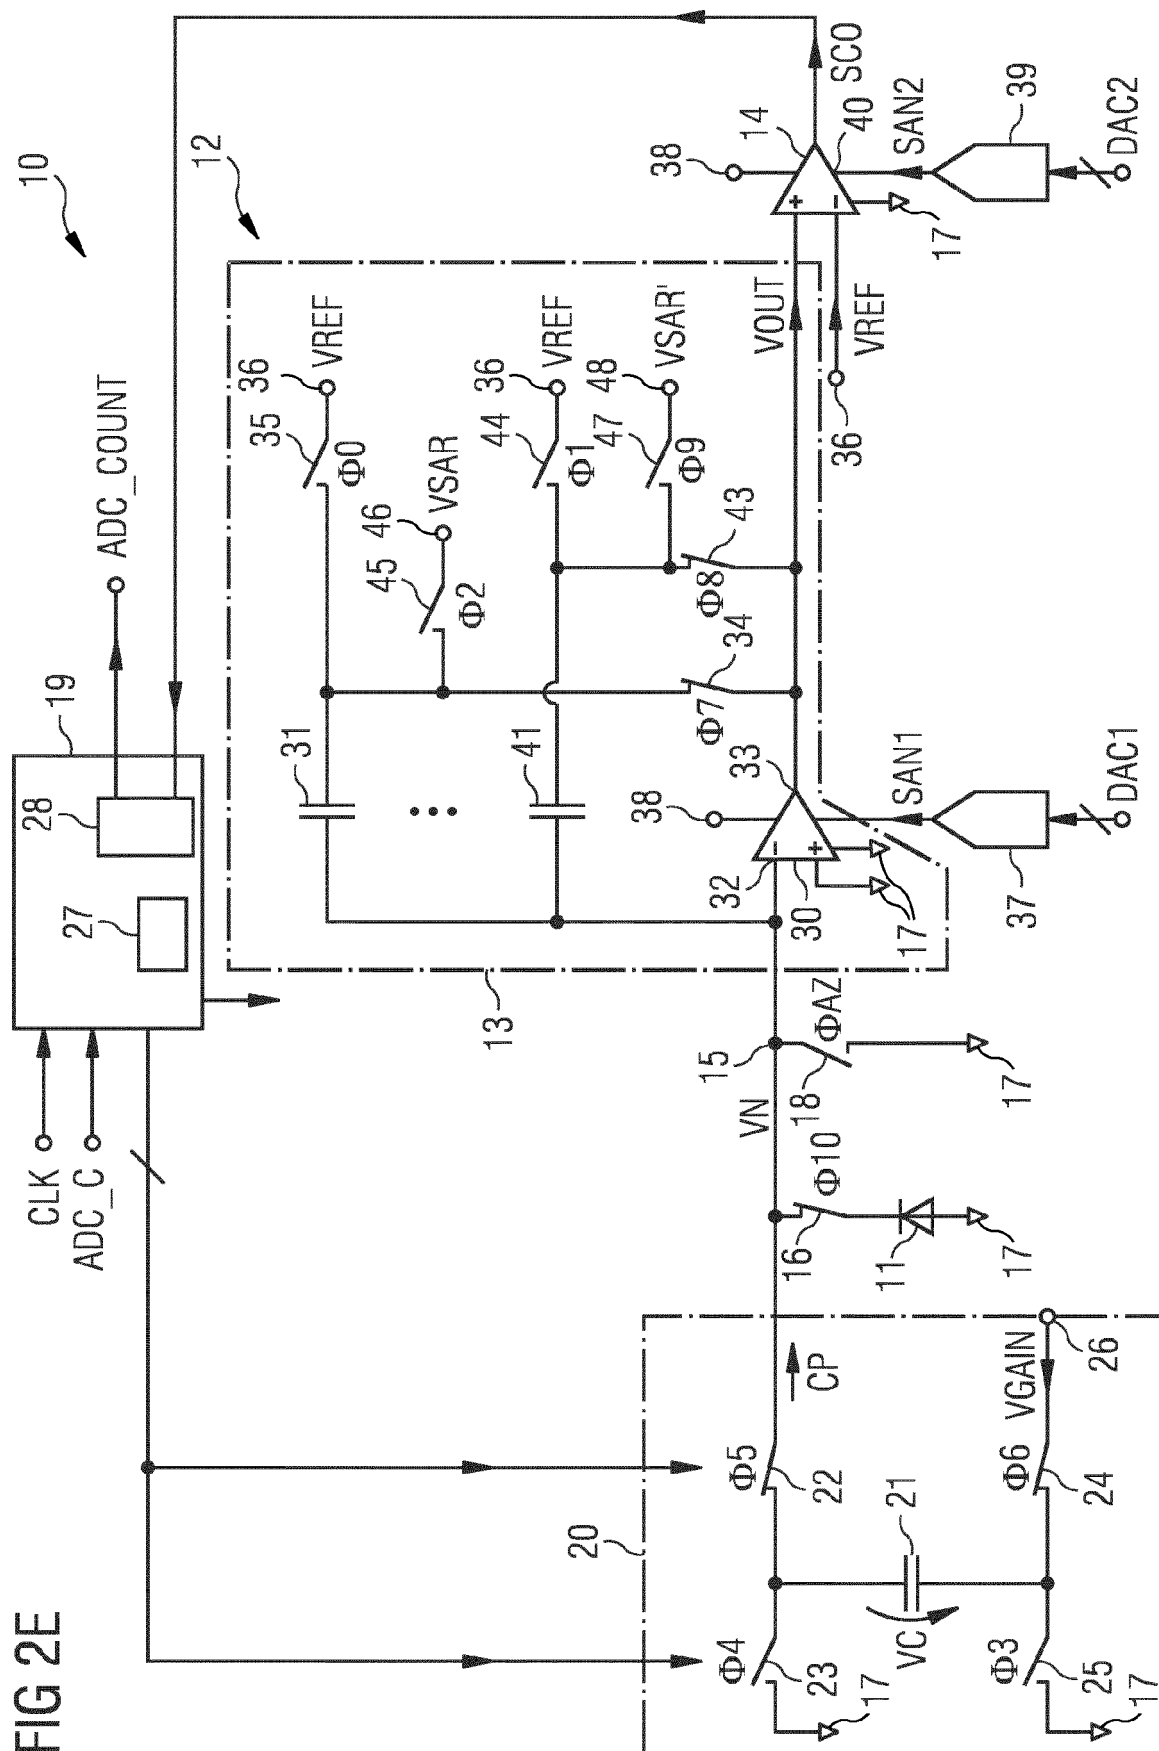 FIG 2E
10
12
19
28
27
CLK
ADC_C
ADC_COUNT
13
31
41
36
VREF
35
Φ0
46
VSAR
45
Φ2
36
VREF
44
Φ1
48
VSAR'
47
Φ9
43
Φ8
34
Φ7
VOUT
VREF
36
38
14
SCO
40
SAN2
39
DAC2
17
38
33
32
30
17
SAN1
37
DAC1
15
VN
ΦAZ
18
17
Φ10
16
11
17
20
CP
Φ5
22
Φ4
23
17
VC
21
VGAIN
26
Φ6
24
Φ3
25
17